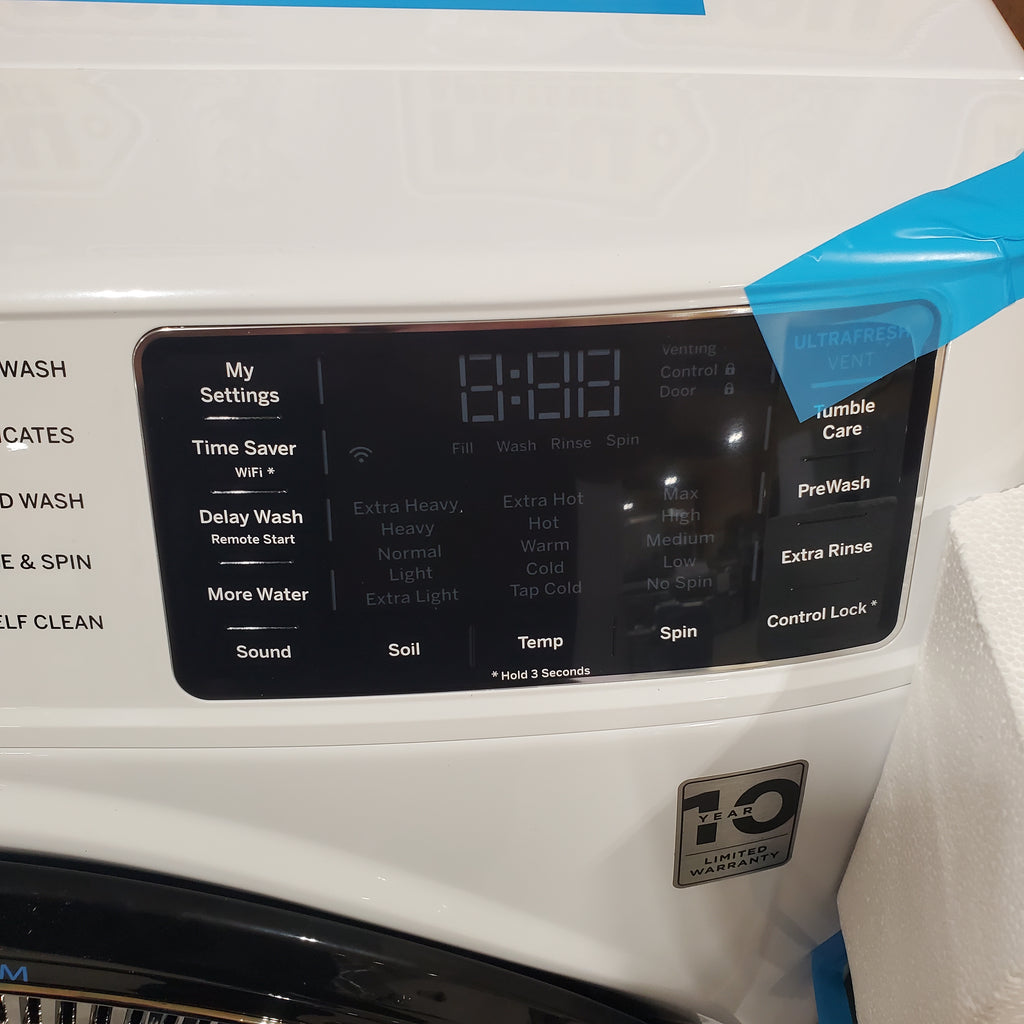 WASH
ICATES
D WASH
E & SPIN
ELF CLEAN
My
Settings
Time Saver
WiFi *
Delay Wash
Remote Start
More Water
Sound
8:88
Venting
Control
Door
Fill Wash Rinse Spin
Extra Heavy
Heavy
Normal
Light
Extra Light
Soil
Extra Hot
Hot
Warm
Cold
Tap Cold
Temp
Max
High
Medium
Low
No Spin
Spin
* Hold 3 Seconds
ULTRAFRESH
VENT
Tumble
Care
PreWash
Extra Rinse
Control Lock *
10
YEAR
LIMITED
WARRANTY
M